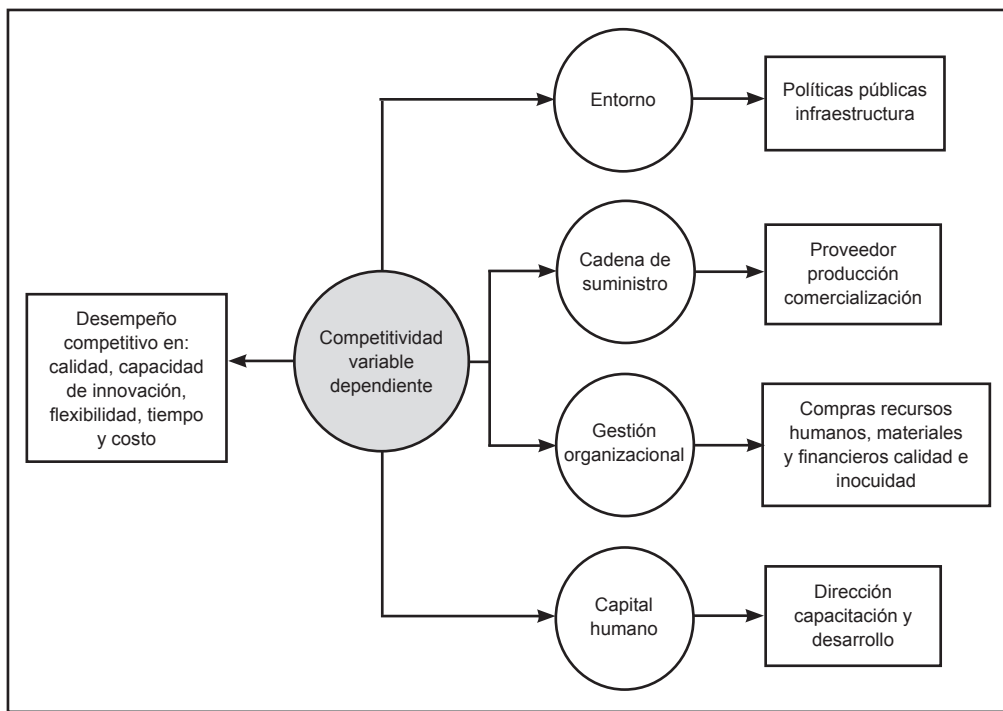 Entorno
Políticas públicas
infraestructura
Cadena de
suministro
Proveedor
producción
comercialización
Desempeño
competitivo en:
calidad, capacidad
de innovación,
flexibilidad, tiempo
y costo
Competitividad
variable
dependiente
Gestión
organizacional
Compras recursos
humanos, materiales
y financieros calidad e
inocuidad
Capital
humano
Dirección
capacitación y
desarrollo